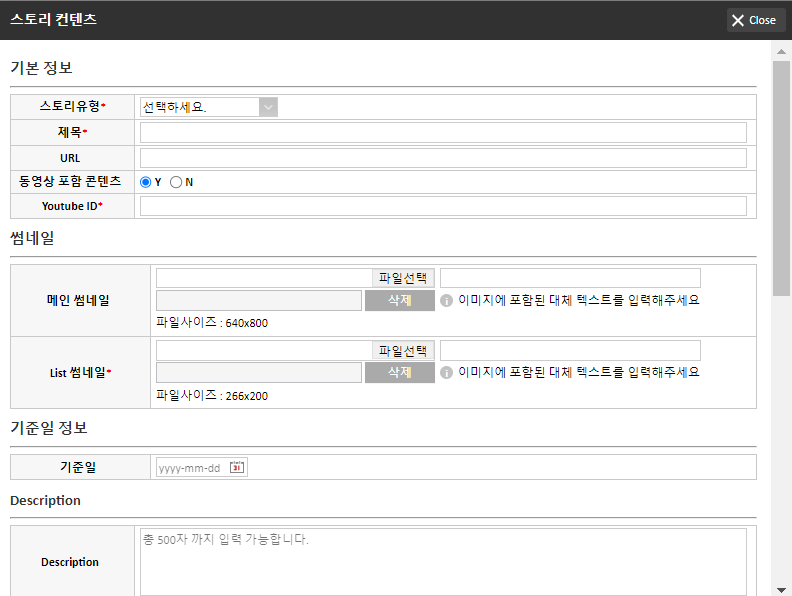 스토리 컨텐츠
Close
기본 정보
스토리유형* 선택하세요.
제목*
URL
동영상 포함 콘텐츠 Y N
Youtube ID*
썸네일
메인 썸네일
파일선택
삭제 이미지에 포함된 대체 텍스트를 입력해주세요
파일사이즈 : 640x800
List 썸네일*
파일선택
삭제 이미지에 포함된 대체 텍스트를 입력해주세요
파일사이즈 : 266x200
기준일 정보
기준일 yyyy-mm-dd 31
Description
Description
총 500자 까지 입력 가능합니다.